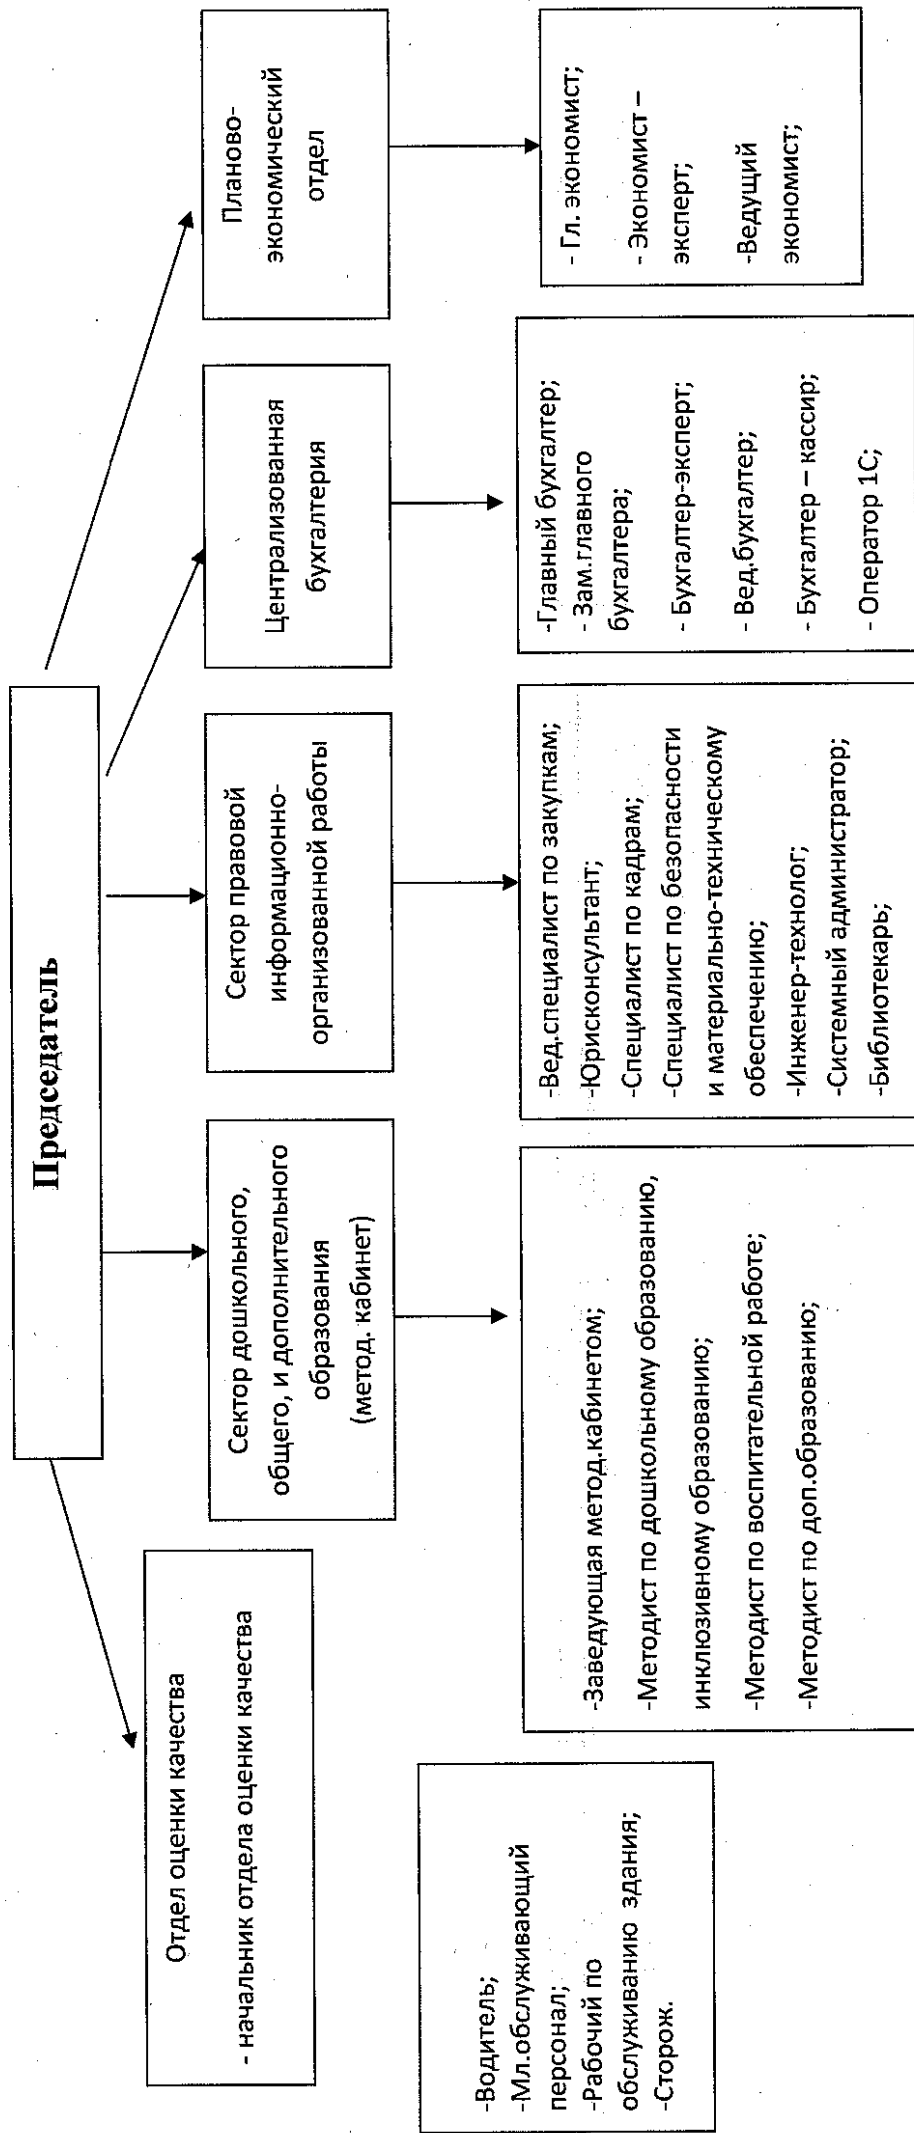 Председатель
Отдел оценки качества
- начальник отдела оценки качества
Сектор дошкольного,
общего, и дополнительного
образования
(метод. кабинет)
Сектор правовой
информационно-
организованной работы
Централизованная
бухгалтерия
Планово-
экономический
отдел
-Водитель;
-Мл.обслуживающий
персонал;
-Рабочий по
обслуживанию здания;
-Сторож.
-Заведующая метод.кабинетом;
-Методист по дошкольному образованию,
инклюзивному образованию;
-Методист по воспитательной работе;
-Методист по доп.образованию;
-Вед.специалист по закупкам;
-Юрисконсультант;
-Специалист по кадрам;
-Специалист по безопасности
и материально-техническому
обеспечению;
-Инженер-технолог;
-Системный администратор;
-Библиотекарь;
-Главный бухгалтер;
- Зам.главного
бухгалтера;
- Бухгалтер-эксперт;
- Вед.бухгалтер;
- Бухгалтер – кассир;
- Оператор 1С;
- Гл. экономист;
- Экономист –
эксперт;
-Ведущий
экономист;